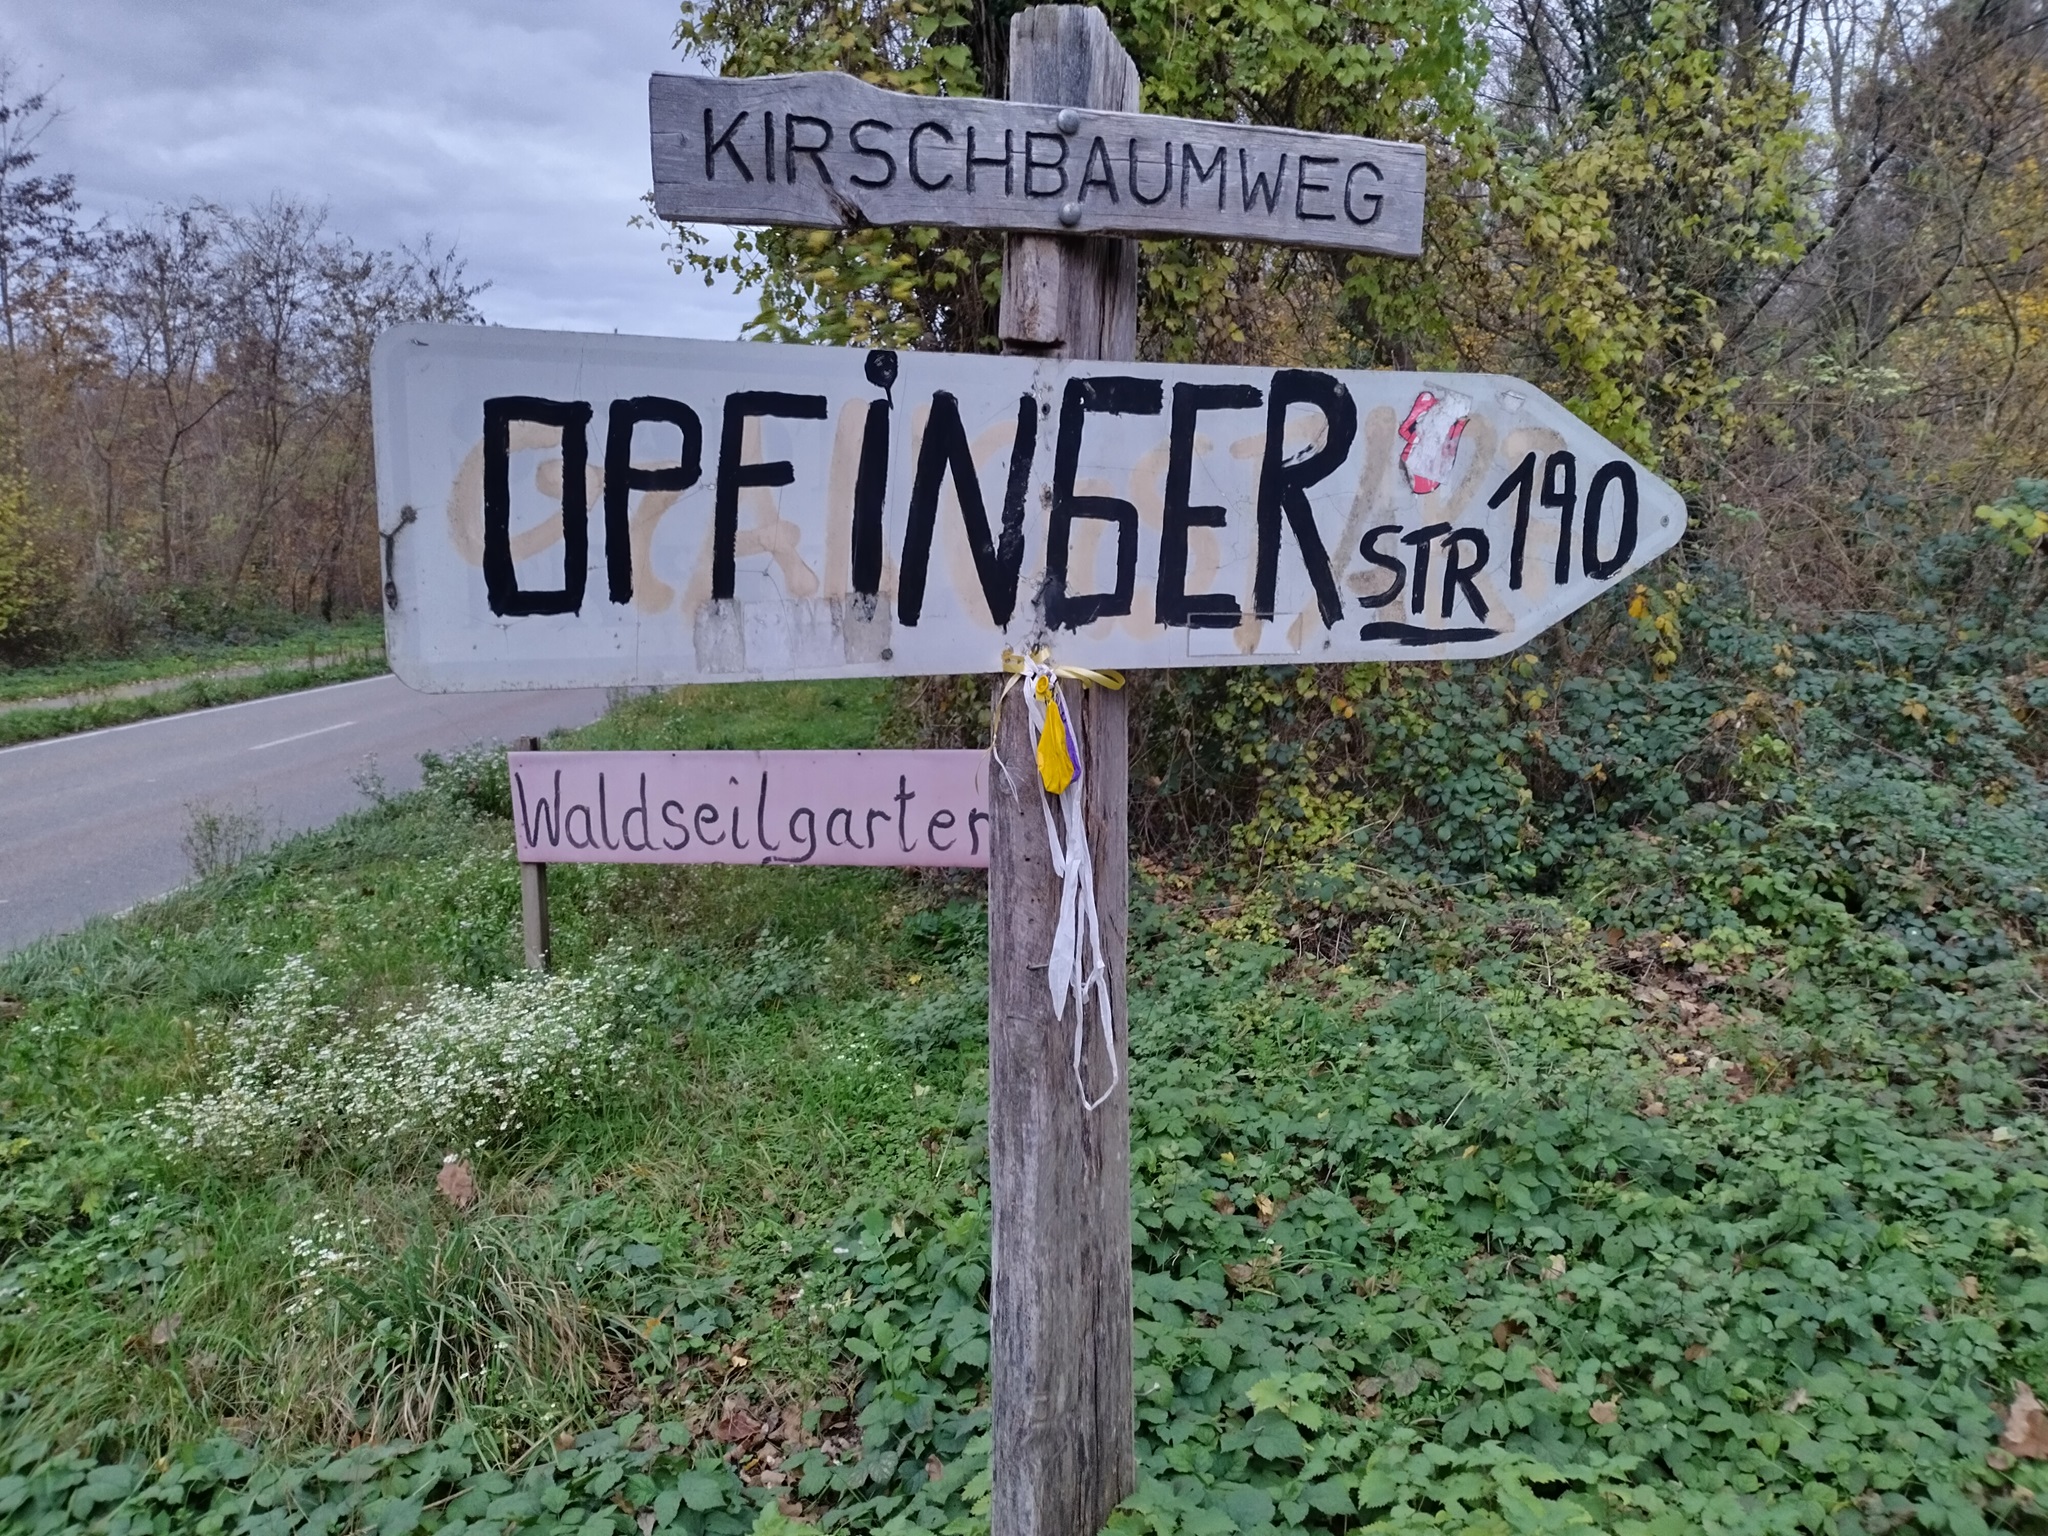 KIRSCHBAUMWEG
OPFiNGER STR 190
Waldseilgarten